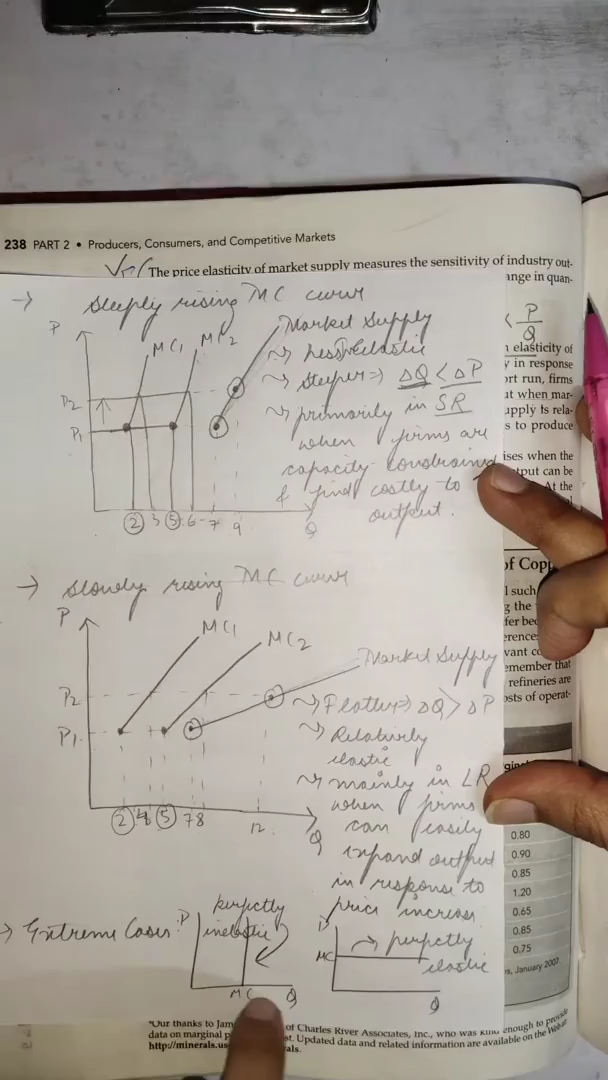 238 PART 2 • Producers, Consumers, and Competitive Markets
The price elasticity of market supply measures the sensitivity of industry out-
ange in quan-
→ Steeply rising MC curve
P
MC1
MC2
Market Supply
~> Steeper => ΔQ < ΔP
~> primarily in SR
when firms are
capacity constrained
& find costly to
output.
P2
P1
2 3 5 6 7 9
Q
P
Q
elasticity of
y in response
ort run, firms
ut when mar-
upply is rela-
s to produce
ises when the
tput can be
At the
→ Slowly rising MC curve
P
MC1
MC2
Market Supply
~> Flatter => ΔQ > ΔP
~> Relatively
elastic
~> mainly in LR
when firms
can easily
expand output
in response to
price increase
P2
P1
2 4 5 7 8 12
Q
of Copp
l such
g the
fer bec
erence
vant co
emember that
refineries are
osts of operat-
0.80
0.90
0.85
1.20
0.65
0.85
0.75
s, January 2007
→ Extreme Cases:
P
perfectly
inelastic
MC
Q
MC
→ perfectly
elastic
Q
*Our thanks to Jam
of Charles River Associates, Inc., who was kind enough to provide
data on marginal p
st. Updated data and related information are available on the Web at
http://minerals.us
als.